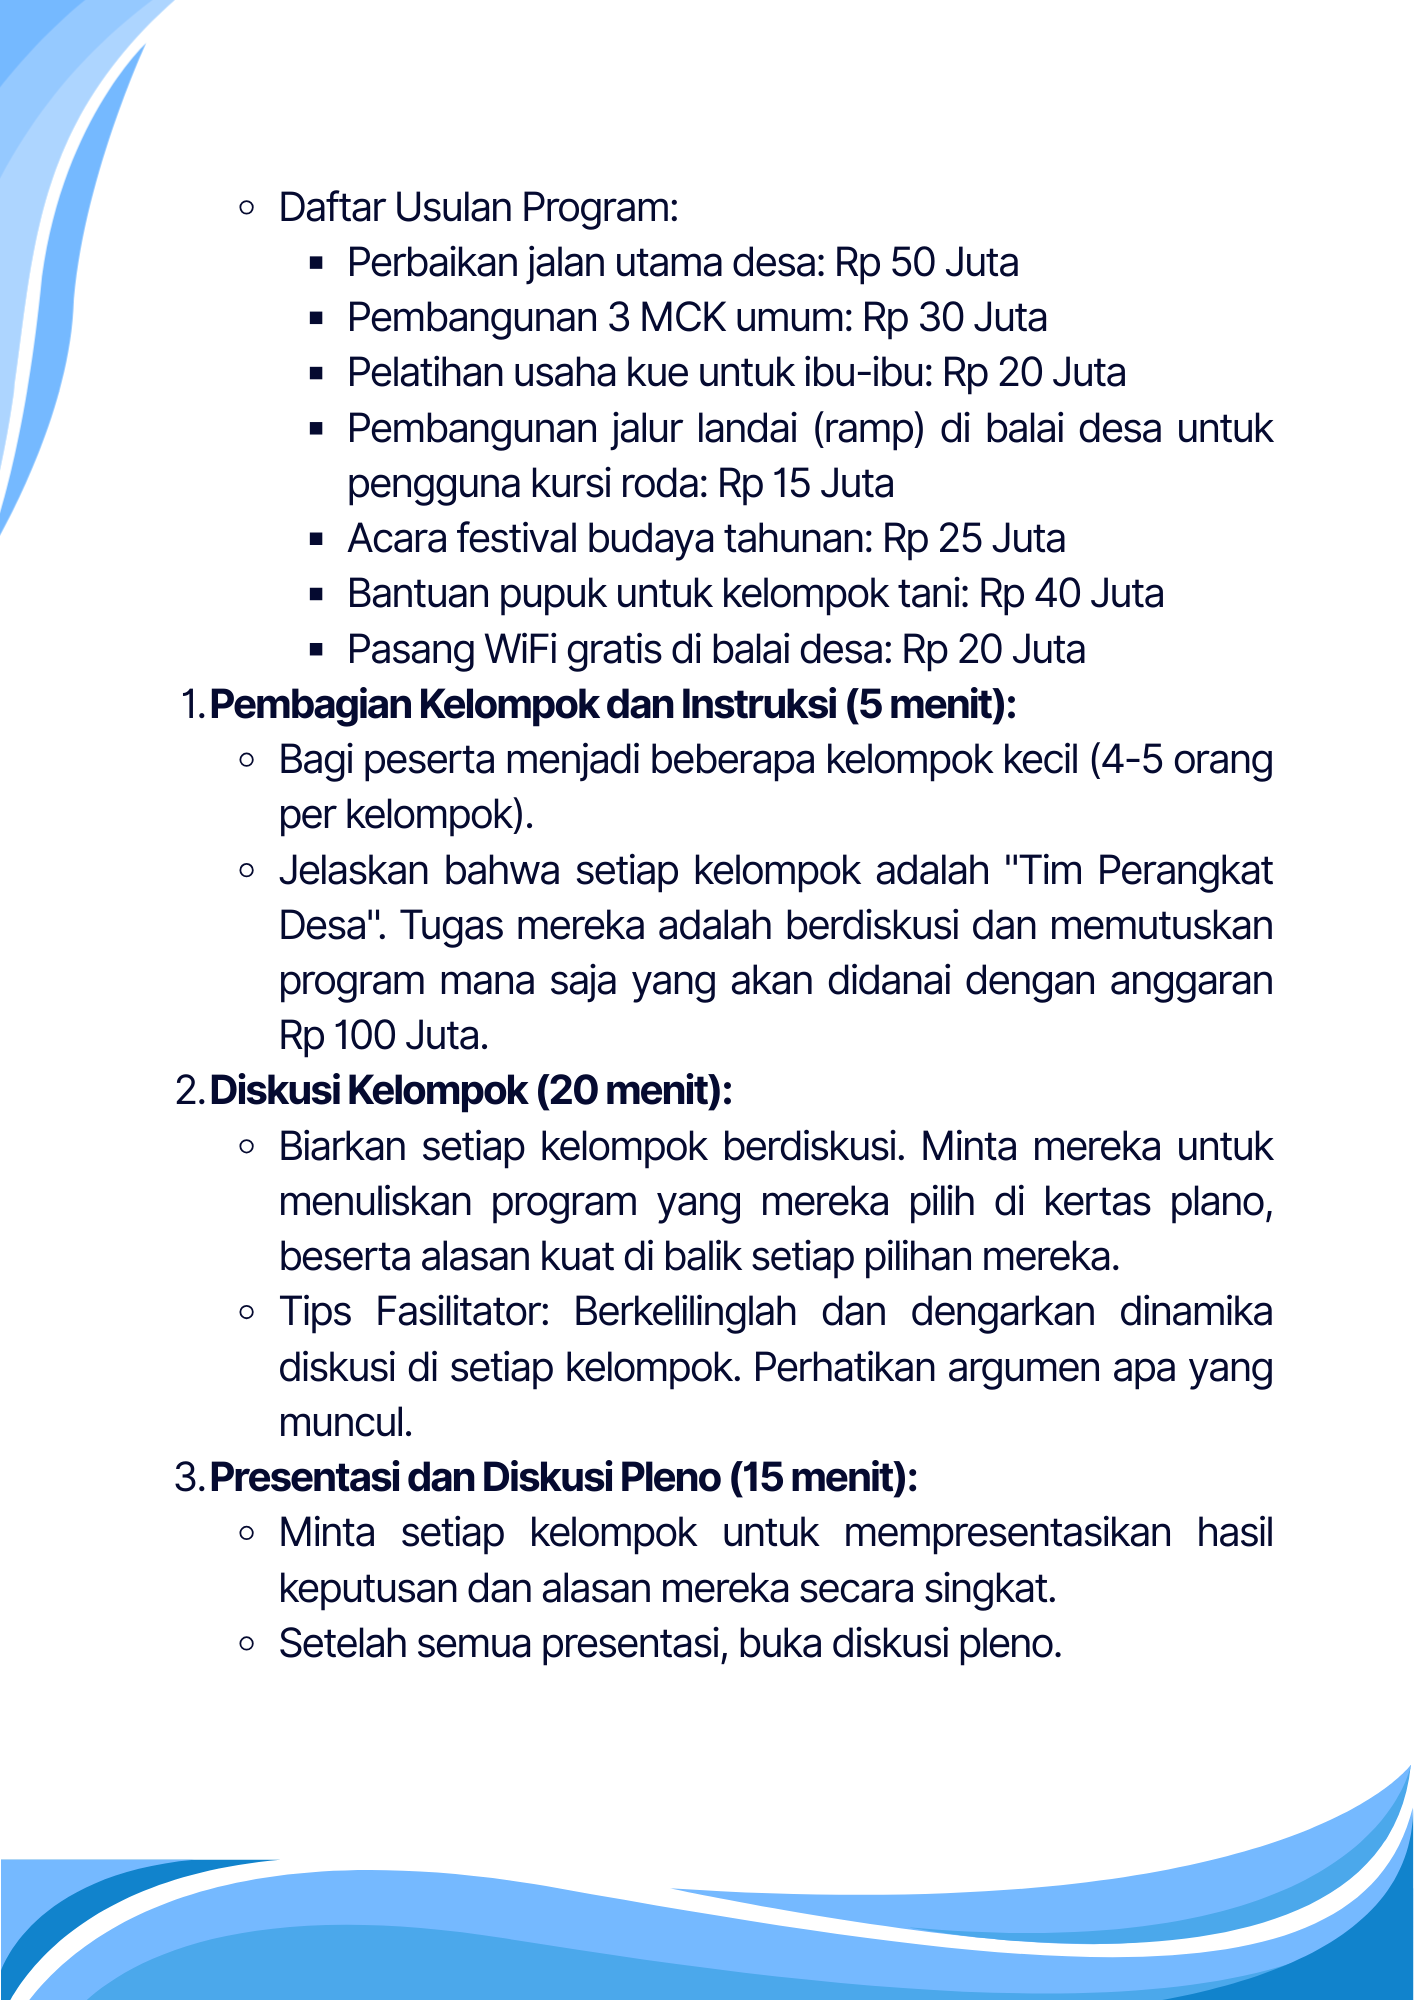 Daftar Usulan Program:
Perbaikan jalan utama desa: Rp 50 Juta
Pembangunan 3 MCK umum: Rp 30 Juta
Pelatihan usaha kue untuk ibu-ibu: Rp 20 Juta
Pembangunan jalur landai (ramp) di balai desa untuk
pengguna kursi roda: Rp 15 Juta
Acara festival budaya tahunan: Rp 25 Juta
Bantuan pupuk untuk kelompok tani: Rp 40 Juta
Pasang WiFi gratis di balai desa: Rp 20 Juta
1. Pembagian Kelompok dan Instruksi (5 menit):
Bagi peserta menjadi beberapa kelompok kecil (4-5 orang
per kelompok).
Jelaskan bahwa setiap kelompok adalah "Tim Perangkat
Desa". Tugas mereka adalah berdiskusi dan memutuskan
program mana saja yang akan didanai dengan anggaran
Rp 100 Juta.
2. Diskusi Kelompok (20 menit):
Biarkan setiap kelompok berdiskusi. Minta mereka untuk
menuliskan program yang mereka pilih di kertas plano,
beserta alasan kuat di balik setiap pilihan mereka.
Tips Fasilitator: Berkelilinglah dan dengarkan dinamika
diskusi di setiap kelompok. Perhatikan argumen apa yang
muncul.
3. Presentasi dan Diskusi Pleno (15 menit):
Minta setiap kelompok untuk mempresentasikan hasil
keputusan dan alasan mereka secara singkat.
Setelah semua presentasi, buka diskusi pleno.